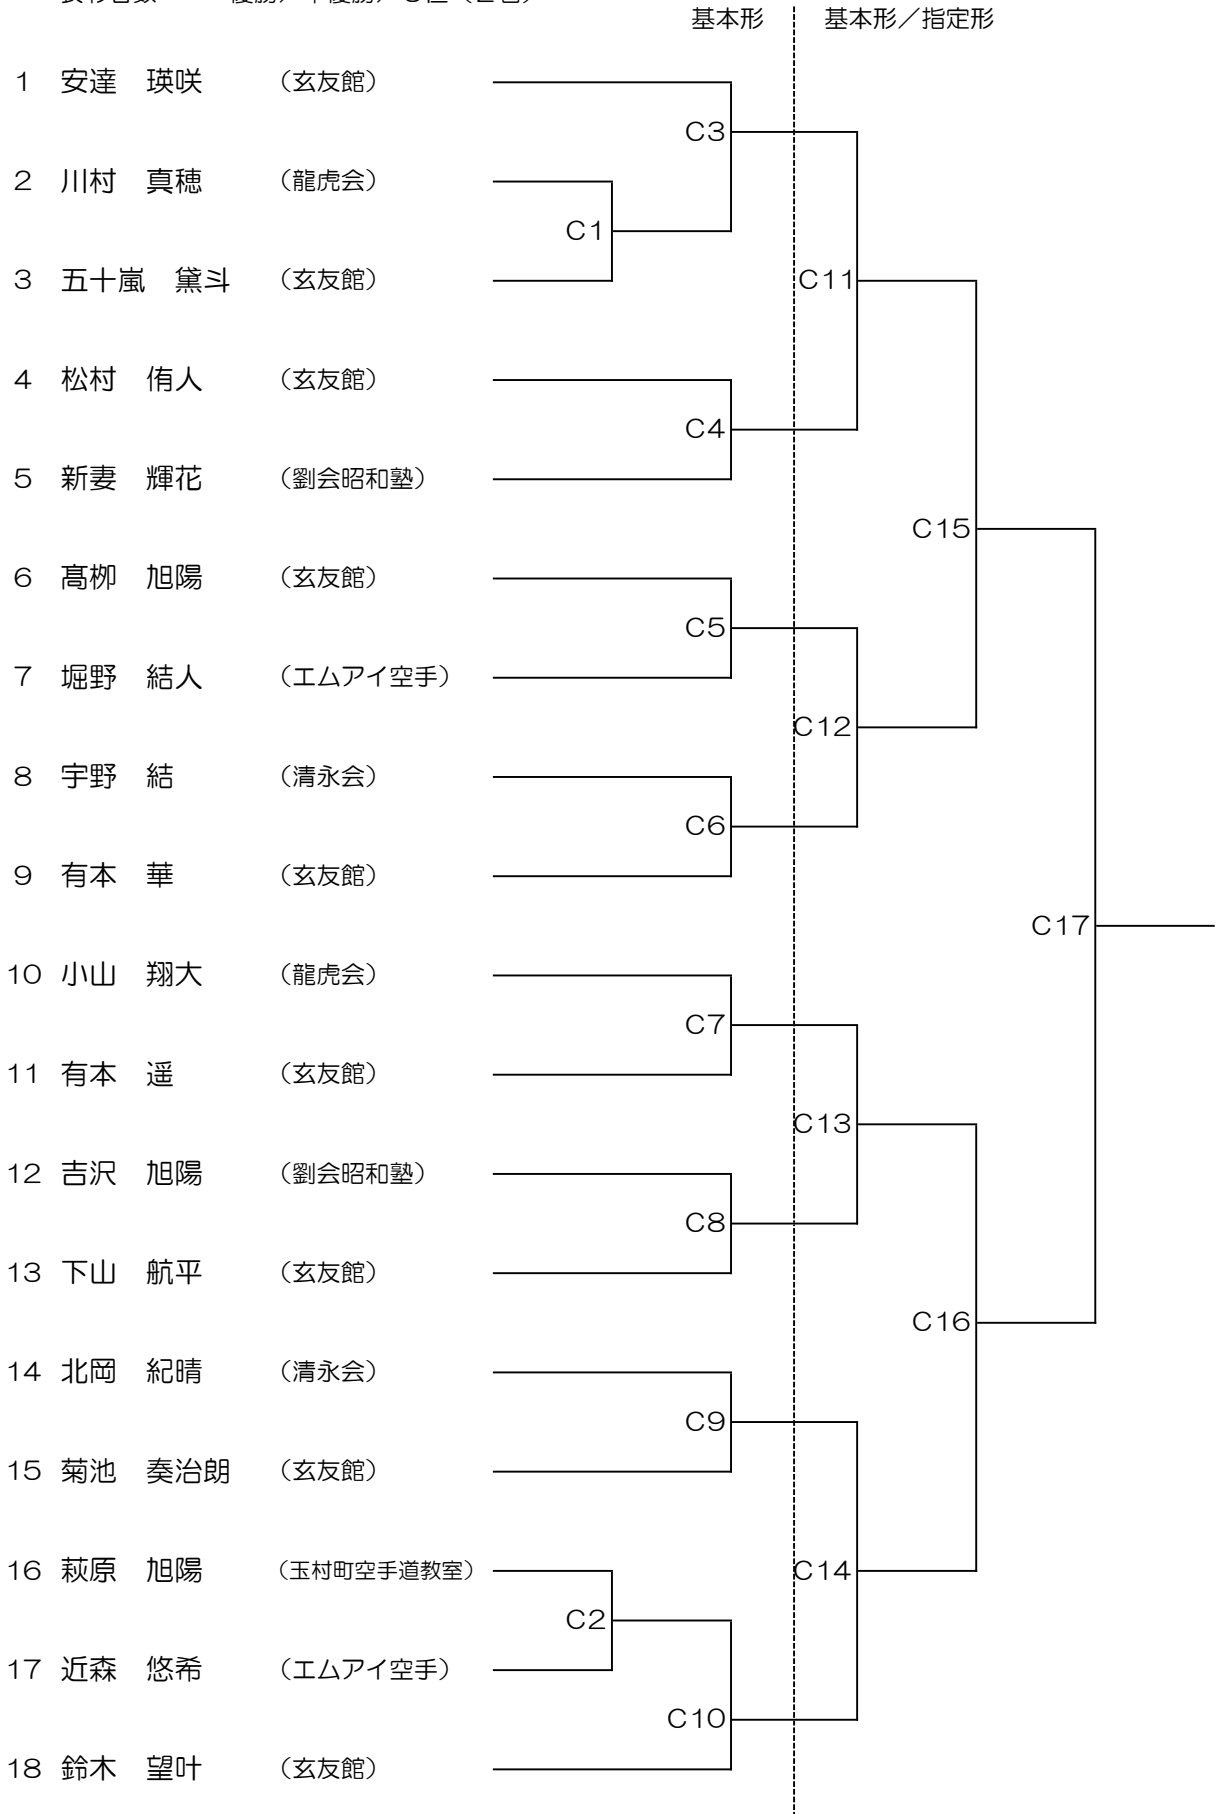 基本形　基本形／指定形
1　安達　瑛咲　（玄友館）
C3
2　川村　真穂　（龍虎会）
C1
3　五十嵐　黛斗　（玄友館）
C11
4　松村　侑人　（玄友館）
C4
5　新妻　輝花　（劉会昭和塾）
C15
6　髙栁　旭陽　（玄友館）
C5
7　堀野　結人　（エムアイ空手）
C12
8　宇野　結　（清永会）
C6
9　有本　華　（玄友館）
C17
10　小山　翔大　（龍虎会）
C7
11　有本　遥　（玄友館）
C13
12　吉沢　旭陽　（劉会昭和塾）
C8
13　下山　航平　（玄友館）
C16
14　北岡　紀晴　（清永会）
C9
15　菊池　奏治朗　（玄友館）
16　萩原　旭陽　（玉村町空手道教室）
C14
C2
17　近森　悠希　（エムアイ空手）
C10
18　鈴木　望叶　（玄友館）